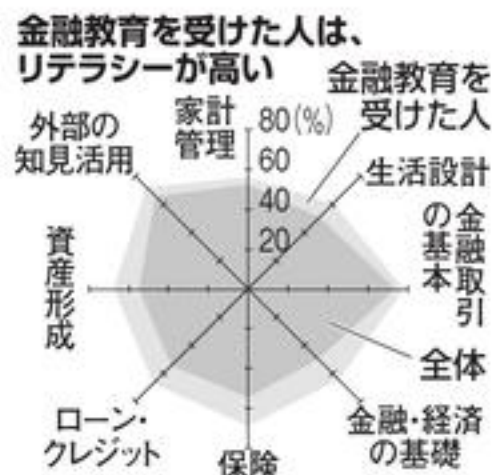 金融教育を受けた人は、
リテラシーが高い
金融教育を
受けた人
家計
管理
80(%)
60
40
20
外部の
知見活用
生活設計
金融取引
の基本
資産形成
全体
ローン・
クレジット
保険
金融・経済
の基礎